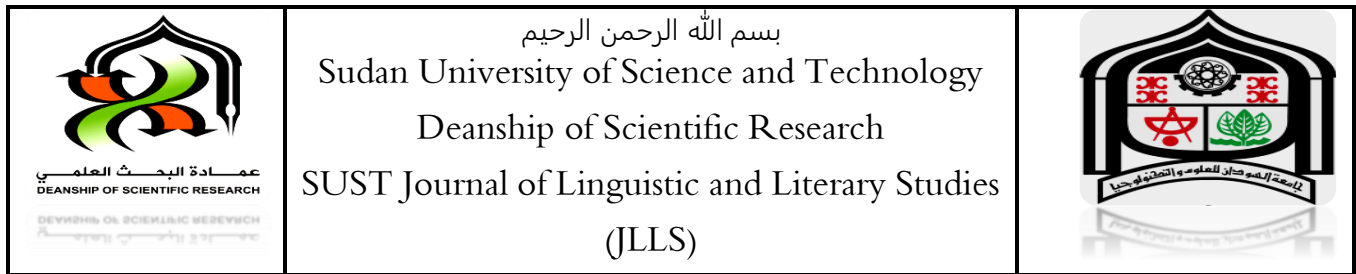 عمادة البحث العلمي
DEANSHIP OF SCIENTIFIC RESEARCH
بسم الله الرحمن الرحيم
Sudan University of Science and Technology
Deanship of Scientific Research
SUST Journal of Linguistic and Literary Studies
(JLLS)
جامعة السودان للعلوم والتكنولوجيا